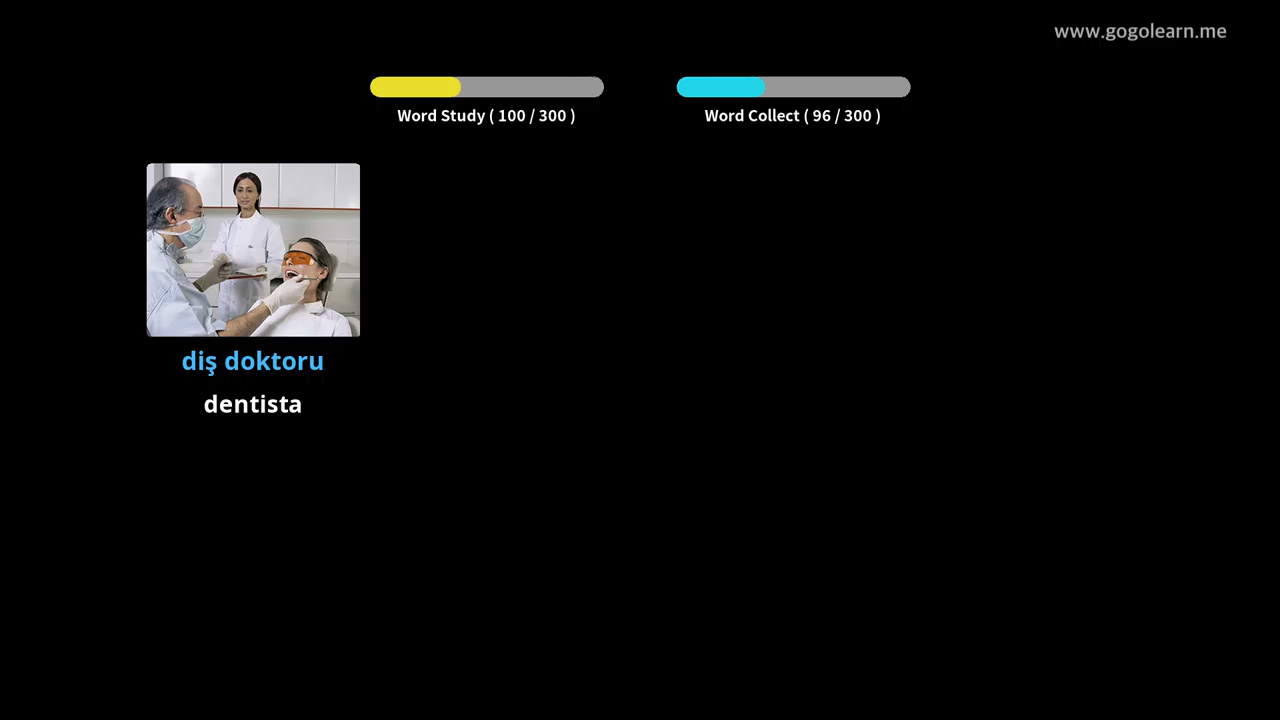 www.gogolearn.me
Word Study ( 100 / 300 )
Word Collect ( 96 / 300 )
diş doktoru
dentista